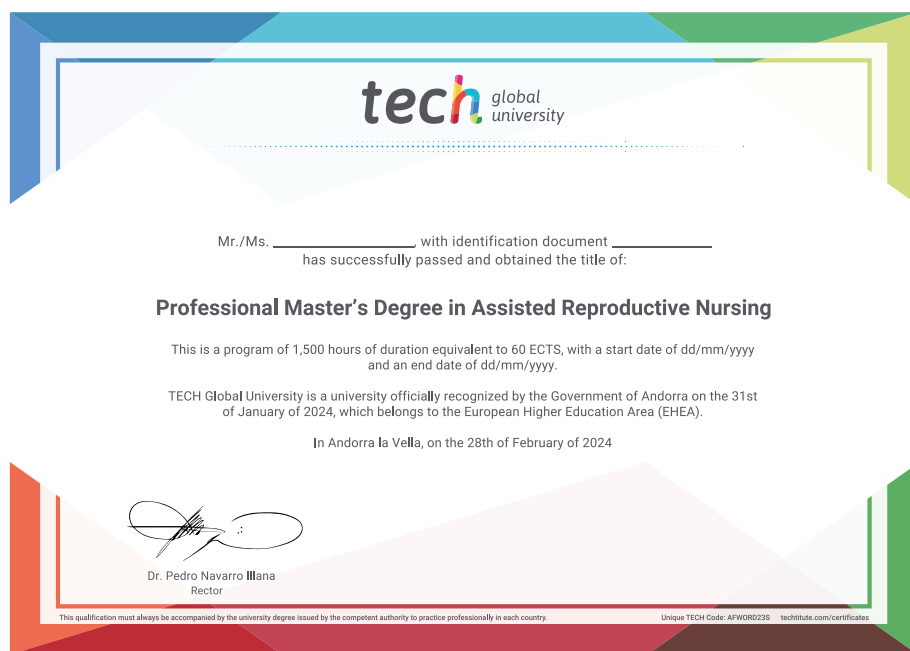 tech global university
Mr./Ms. ____________________, with identification document ______________
has successfully passed and obtained the title of:
Professional Master's Degree in Assisted Reproductive Nursing
This is a program of 1,500 hours of duration equivalent to 60 ECTS, with a start date of dd/mm/yyyy
and an end date of dd/mm/yyyy.
TECH Global University is a university officially recognized by the Government of Andorra on the 31st
of January of 2024, which belongs to the European Higher Education Area (EHEA).
In Andorra la Vella, on the 28th of February of 2024
Dr. Pedro Navarro Illana
Rector
This qualification must always be accompanied by the university degree issued by the competent authority to practice professionally in each country.
Unique TECH Code: AFWORD23S techtitute.com/certificates